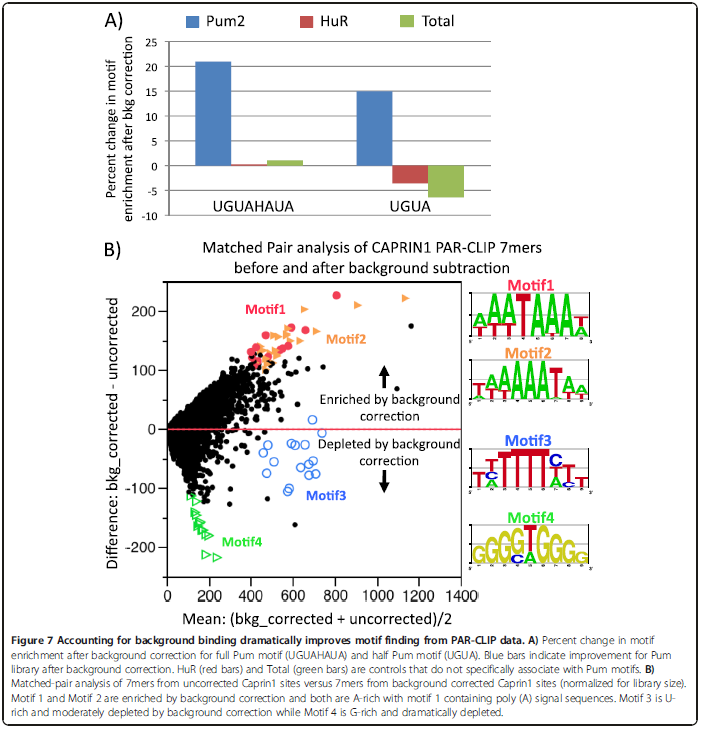 A)
Pum2 HuR Total
Percent change in motif
enrichment after bkg correction
25
20
15
10
5
0
-5
-10
UGUAHAUA UGUA
B)
Matched Pair analysis of CAPRIN1 PAR-CLIP 7mers
before and after background subtraction
Difference: bkg_corrected - uncorrected
200
100
0
-100
-200
Motif1
Motif2
Enriched by background
correction
Depleted by background
correction
Motif3
Motif4
0 200 400 600 800 1000 1200 1400
Mean: (bkg_corrected + uncorrected)/2
Motif1
Motif2
Motif3
Motif4
Figure 7 Accounting for background binding dramatically improves motif finding from PAR-CLIP data. A) Percent change in motif
enrichment after background correction for full Pum motif (UGUAHAUA) and half Pum motif (UGUA). Blue bars indicate improvement for Pum
library after background correction. HuR (red bars) and Total (green bars) are controls that do not specifically associate with Pum motifs. B)
Matched-pair analysis of 7mers from uncorrected Caprin1 sites versus 7mers from background corrected Caprin1 sites (normalized for library size).
Motif 1 and Motif 2 are enriched by background correction and both are A-rich with motif 1 containing poly (A) signal sequences. Motif 3 is U-
rich and moderately depleted by background correction while Motif 4 is G-rich and dramatically depleted.